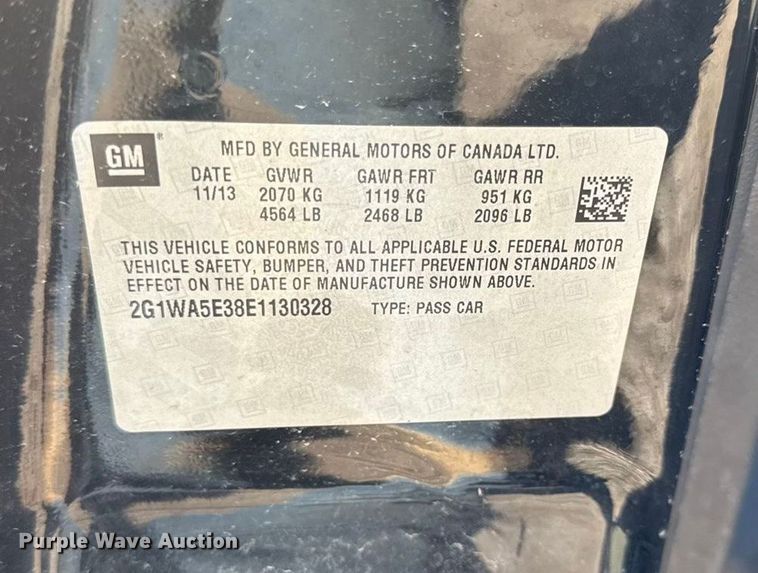 GM
MFD BY GENERAL MOTORS OF CANADA LTD.
DATE GVWR GAWR FRT GAWR RR
11/13 2070 KG 1119 KG 951 KG
4564 LB 2468 LB 2096 LB
THIS VEHICLE CONFORMS TO ALL APPLICABLE U.S. FEDERAL MOTOR
VEHICLE SAFETY, BUMPER, AND THEFT PREVENTION STANDARDS IN
EFFECT ON THE DATE OF MANUFACTURE SHOWN ABOVE.
2G1WA5E38E1130328 TYPE: PASS CAR
Purple Wave Auction